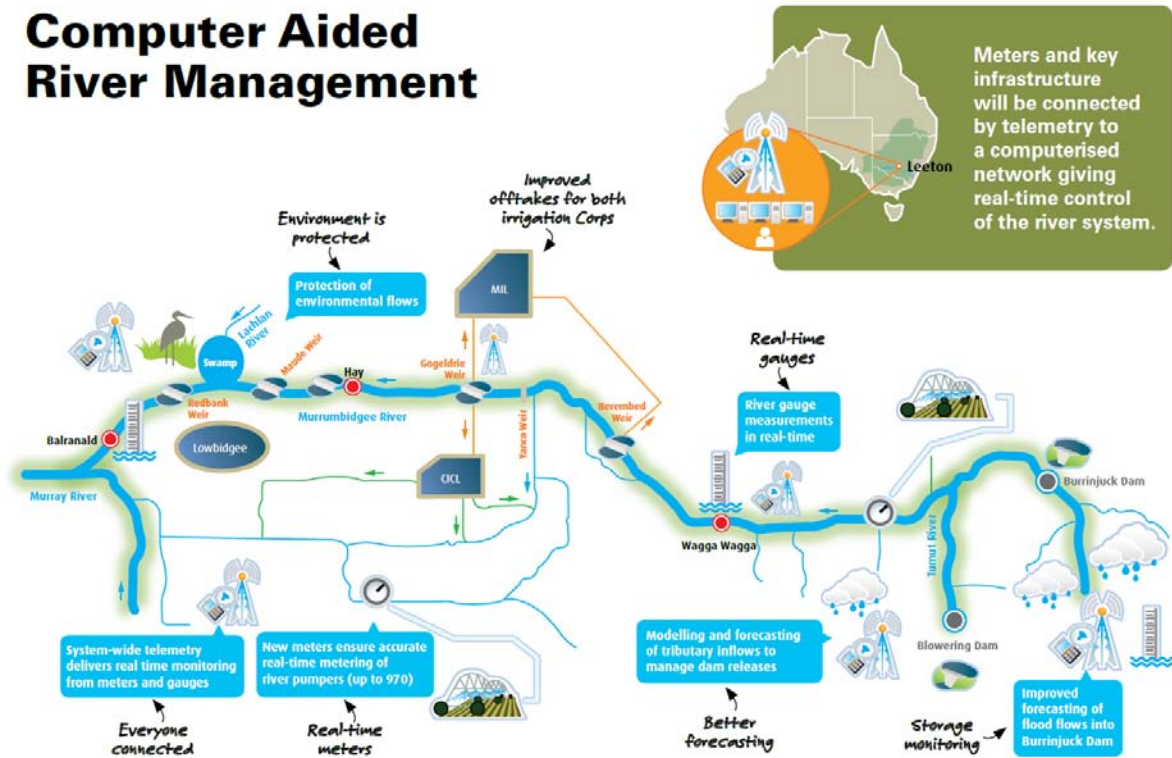 Computer Aided
River Management
Meters and key
infrastructure
will be connected
by telemetry to
a computerised
network giving
real-time control
of the river system.
Leeton
Improved
offtakes for both
irrigation Corps
Environment is
protected
Protection of
environmental flows
MIL
Lachlan
River
Swamp
Maude Weir
Hay
Gogeldrie
Weir
Real-time
gauges
Redbank
Weir
Murrumbidgee River
Yanco Weir
Berembed
Weir
River gauge
measurements
in real-time
Balranald
Lowbidgee
CICL
Murray River
Burrinjuck Dam
Wagga Wagga
Tumut River
System-wide telemetry
delivers real time monitoring
from meters and gauges
New meters ensure accurate
real-time metering of
river pumpers (up to 970)
Modelling and forecasting
of tributary inflows to
manage dam releases
Blowering Dam
Improved
forecasting of
flood flows into
Burrinjuck Dam
Everyone
connected
Real-time
meters
Better
forecasting
Storage
monitoring